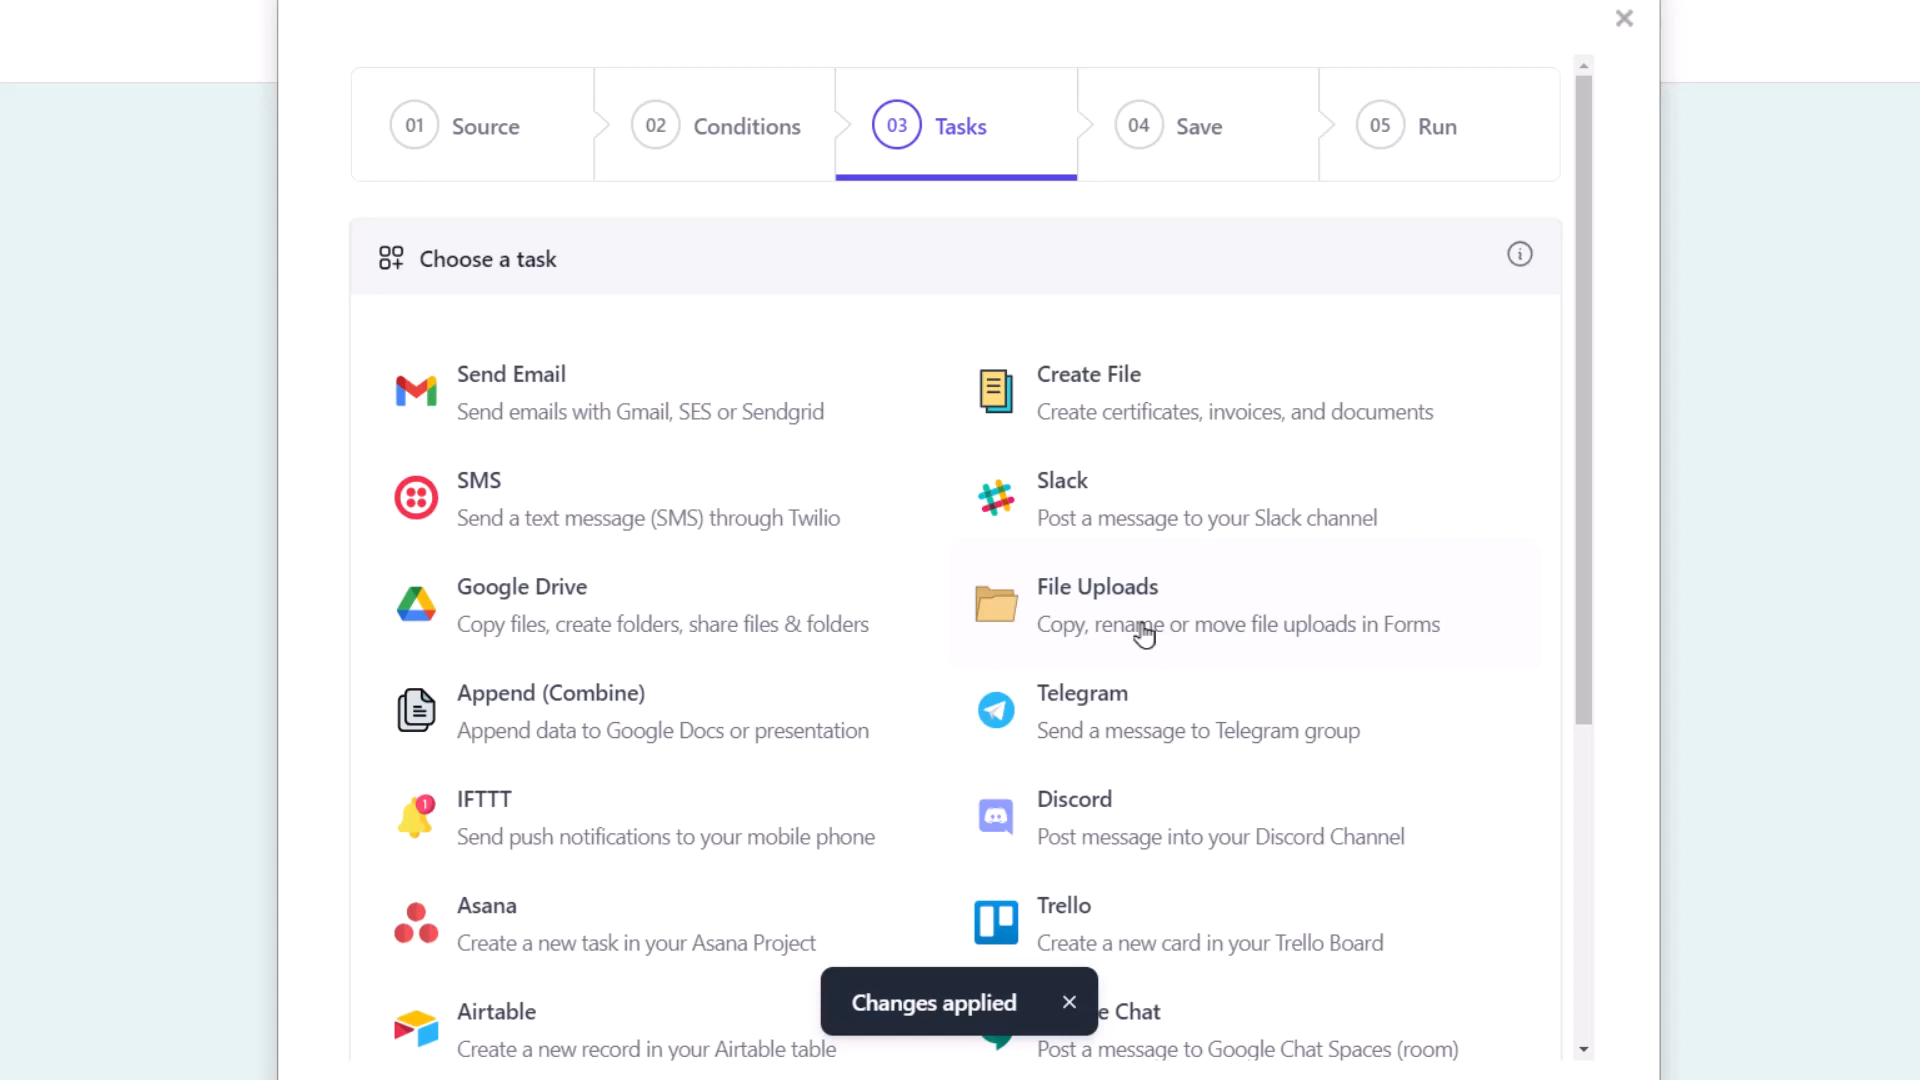 01 Source
02 Conditions
03 Tasks
04 Save
05 Run
Choose a task
Send Email
Send emails with Gmail, SES or Sendgrid
Create File
Create certificates, invoices, and documents
SMS
Send a text message (SMS) through Twilio
Slack
Post a message to your Slack channel
Google Drive
Copy files, create folders, share files & folders
File Uploads
Copy, rename or move file uploads in Forms
Append (Combine)
Append data to Google Docs or presentation
Telegram
Send a message to Telegram group
1
IFTTT
Send push notifications to your mobile phone
Discord
Post message into your Discord Channel
Asana
Create a new task in your Asana Project
Trello
Create a new card in your Trello Board
Airtable
Create a new record in your Airtable table
Chat
Post a message to Google Chat Spaces (room)
Changes applied